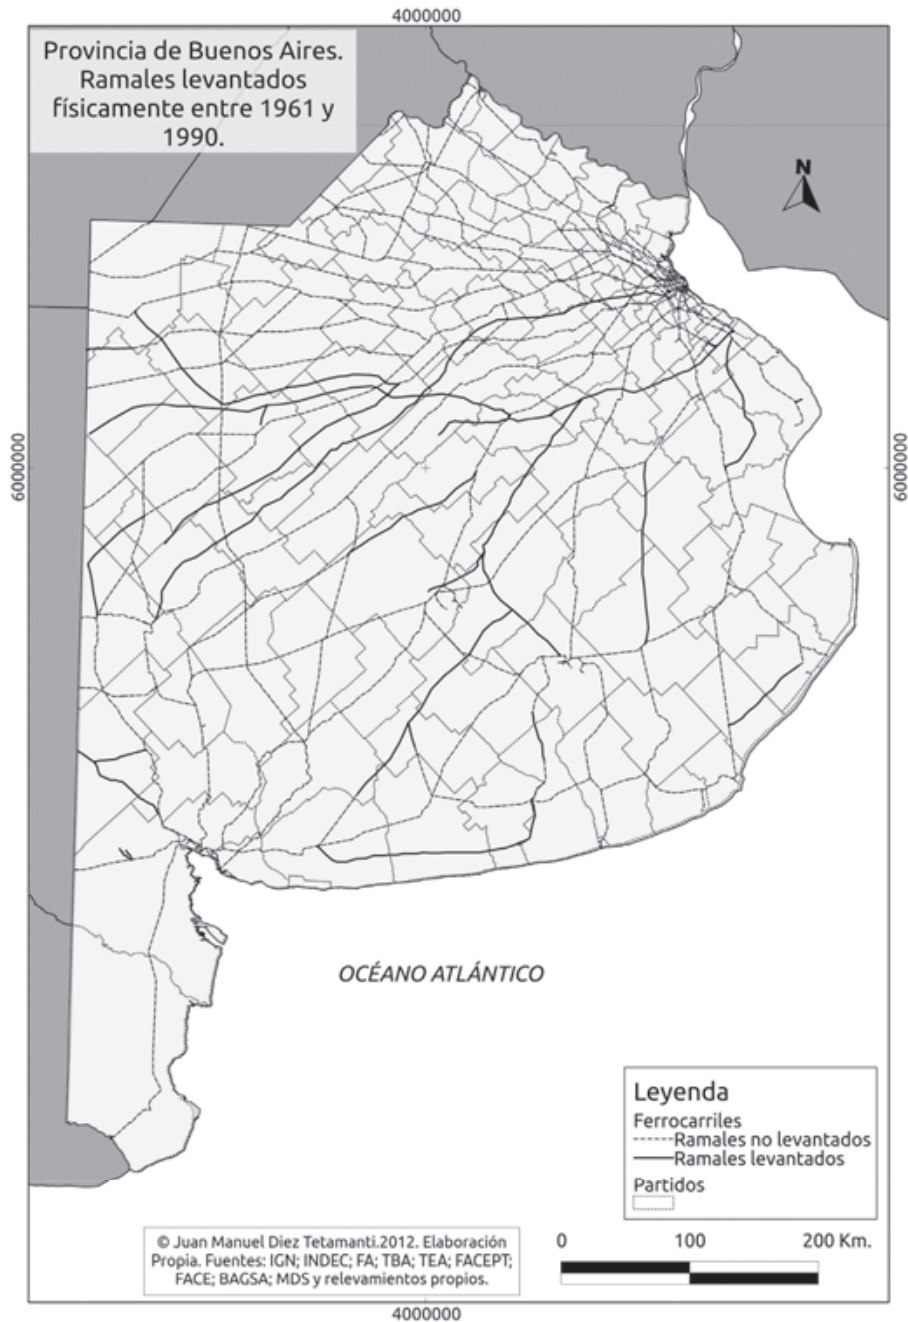 4000000
Provincia de Buenos Aires.
Ramales levantados
físicamente entre 1961 y
1990.
N
6000000
6000000
OCÉANO ATLÁNTICO
Leyenda
Ferrocarriles
Ramales no levantados
Ramales levantados
Partidos
© Juan Manuel Diez Tetamanti.2012. Elaboración
Propia. Fuentes: IGN; INDEC; FA; TBA; TEA; FACEPT;
FACE; BAGSA; MDS y relevamientos propios.
0 100 200 Km.
4000000